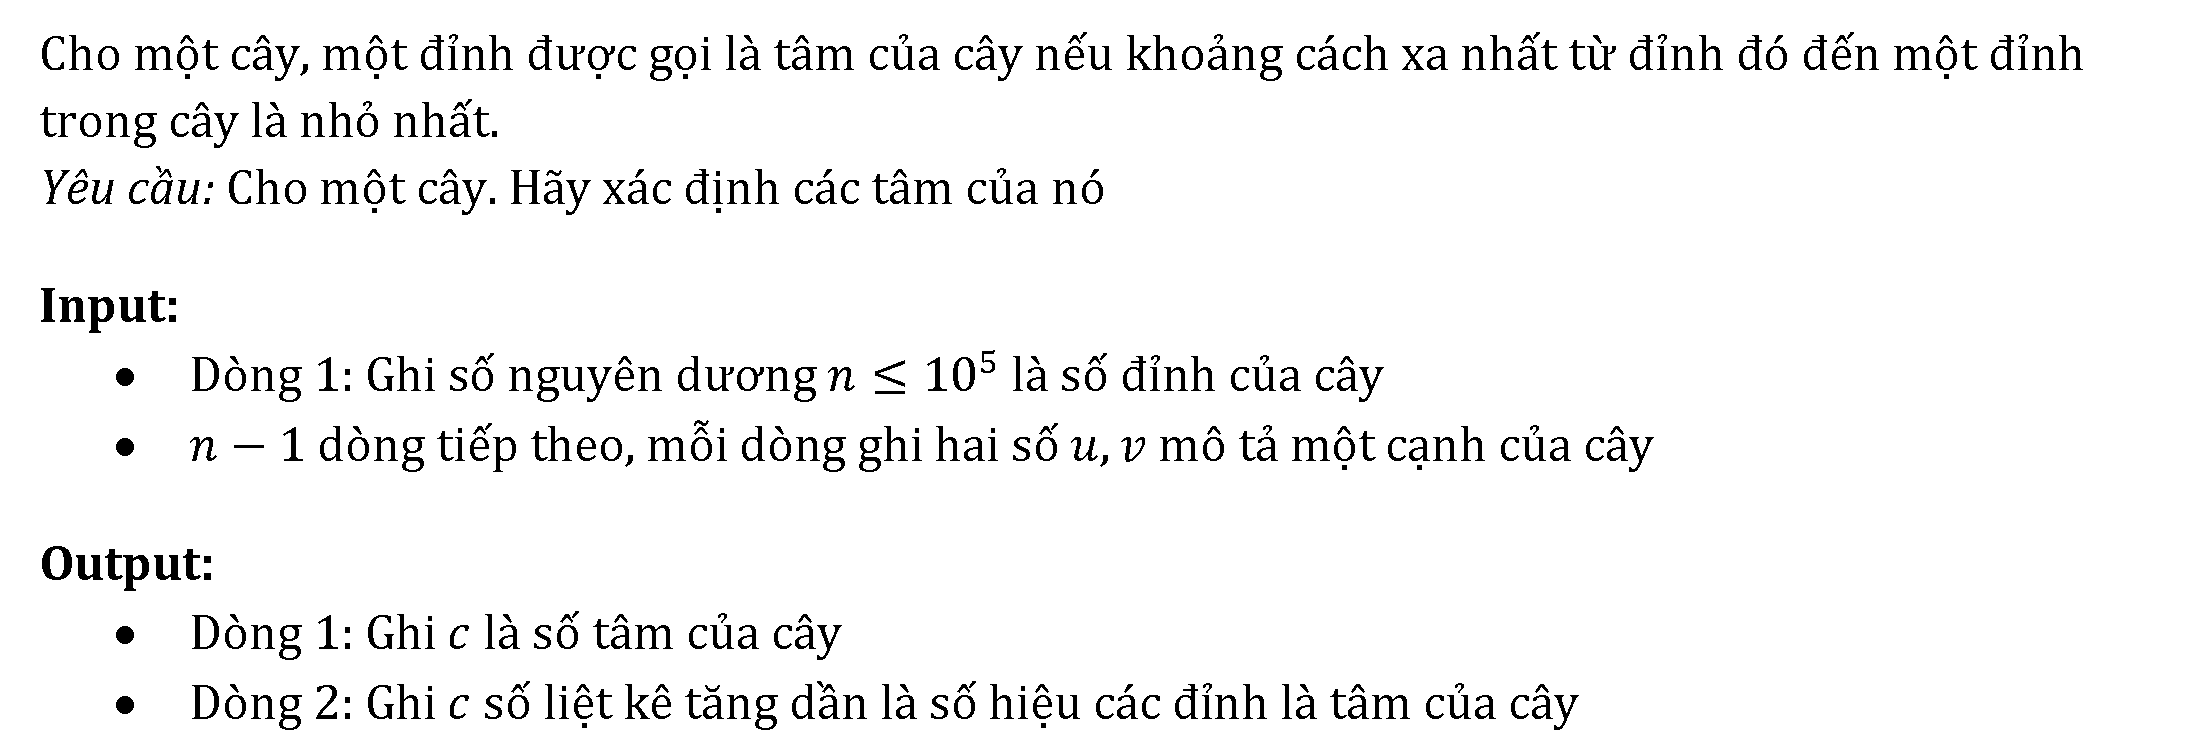 Cho một cây, một đỉnh được gọi là tâm của cây nếu khoảng cách xa nhất từ đỉnh đó đến một đỉnh
trong cây là nhỏ nhất.
Yêu cầu: Cho một cây. Hãy xác định các tâm của nó
Input:
• Dòng 1: Ghi số nguyên dương n ≤ 10⁵ là số đỉnh của cây
• n − 1 dòng tiếp theo, mỗi dòng ghi hai số u, v mô tả một cạnh của cây
Output:
• Dòng 1: Ghi c là số tâm của cây
• Dòng 2: Ghi c số liệt kê tăng dần là số hiệu các đỉnh là tâm của cây